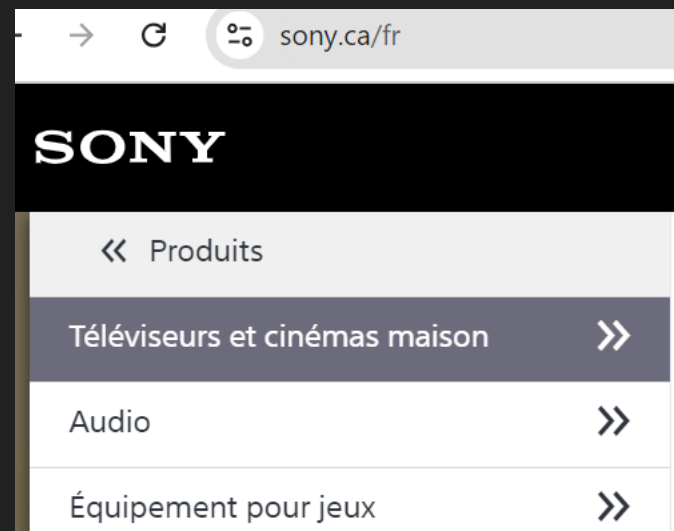 sony.ca/fr
SONY
Produits
Téléviseurs et cinémas maison
Audio
Équipement pour jeux